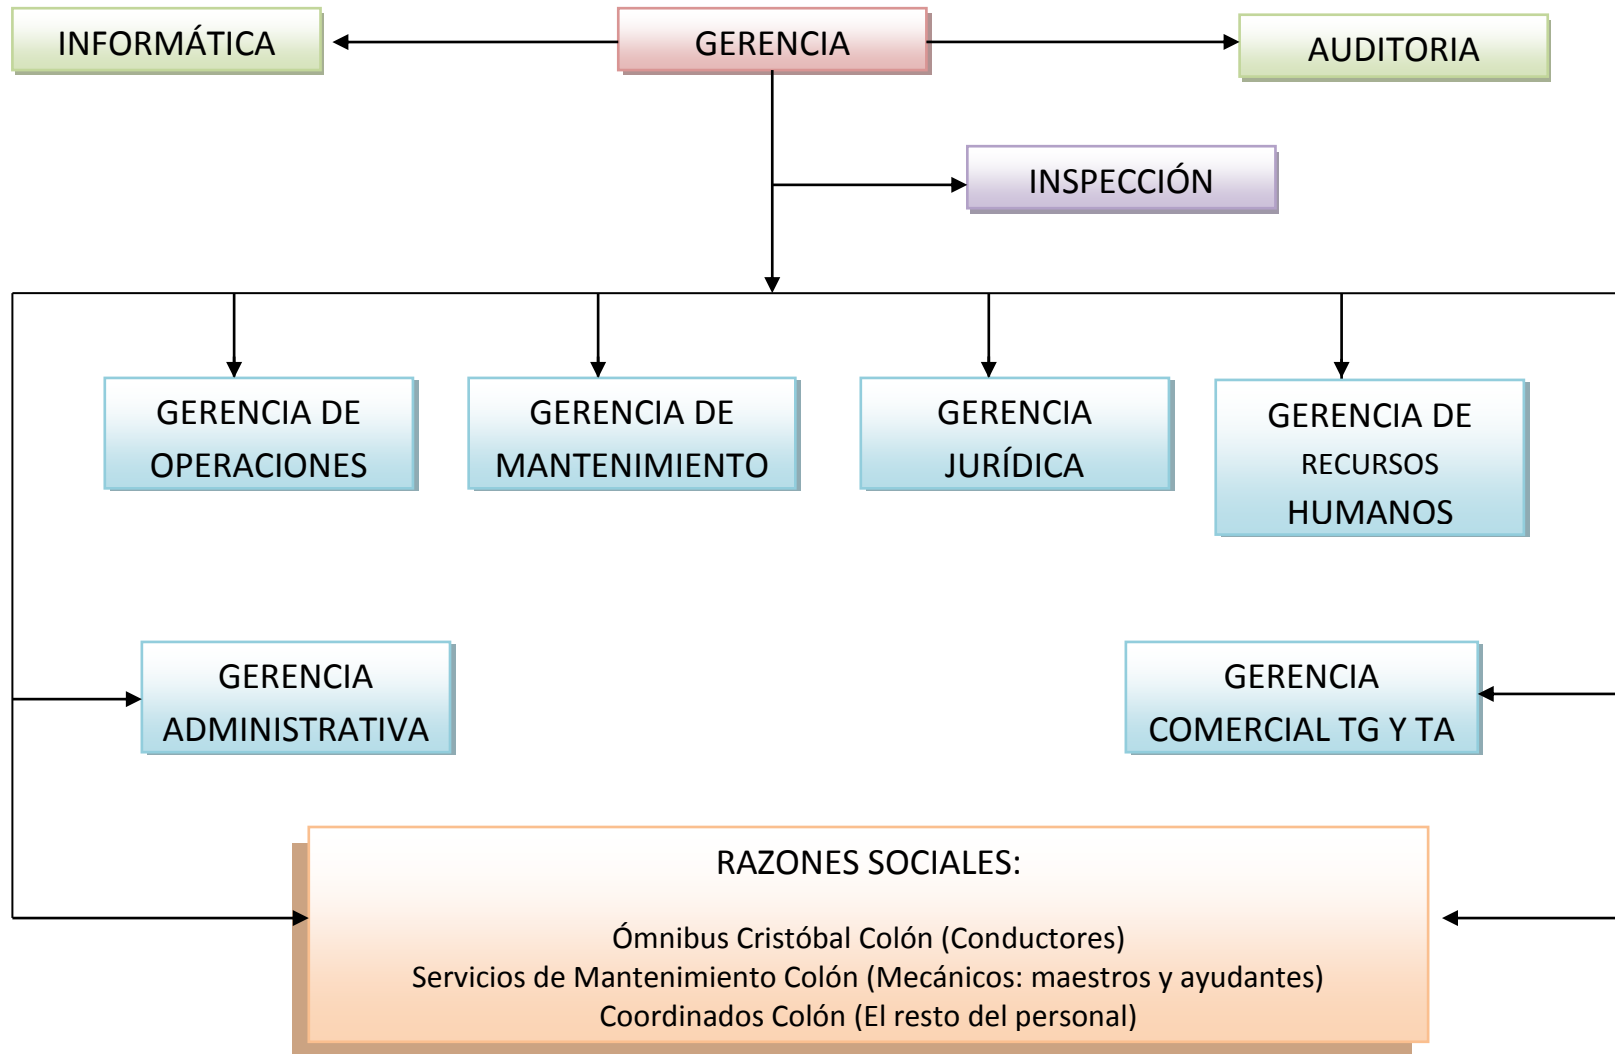 INFORMÁTICA
GERENCIA
AUDITORIA
INSPECCIÓN
GERENCIA DE
OPERACIONES
GERENCIA DE
MANTENIMIENTO
GERENCIA
JURÍDICA
GERENCIA DE
RECURSOS
HUMANOS
GERENCIA
ADMINISTRATIVA
GERENCIA
COMERCIAL TG Y TA
RAZONES SOCIALES:
Ómnibus Cristóbal Colón (Conductores)
Servicios de Mantenimiento Colón (Mecánicos: maestros y ayudantes)
Coordinados Colón (El resto del personal)